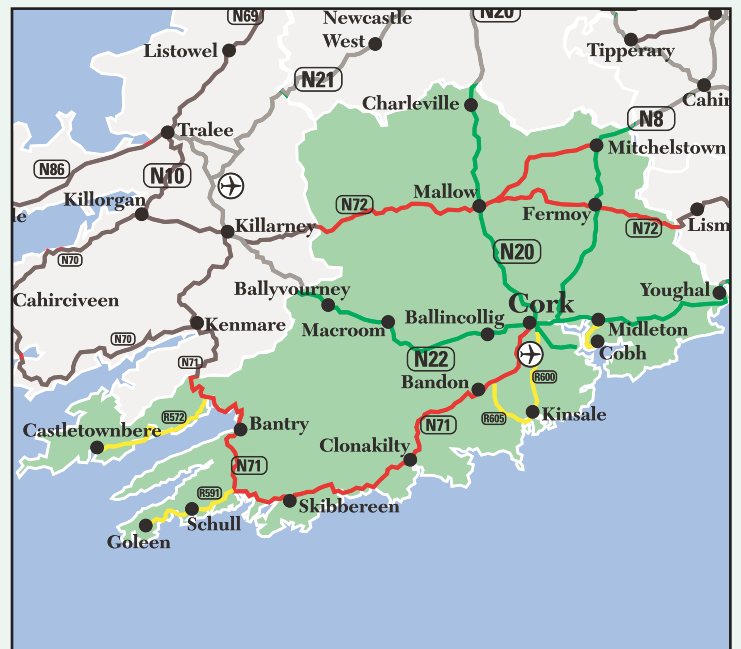 N69
Newcastle
West
N20
Tipperary
Listowel
N21
Cahir
Charleville
N8
Tralee
Mitchelstown
N86
N10
Killorgan
Mallow
N72
Fermoy
N72
Lism
le
Killarney
N70
N20
Cahirciveen
Ballyvourney
Youghal
Cork
Ballincollig
Kenmare
Macroom
Midleton
N70
N22
Cobh
N71
Bandon
R600
R572
R605
Kinsale
Castletownbere
Bantry
N71
Clonakilty
N71
R591
Skibbereen
Schull
Goleen